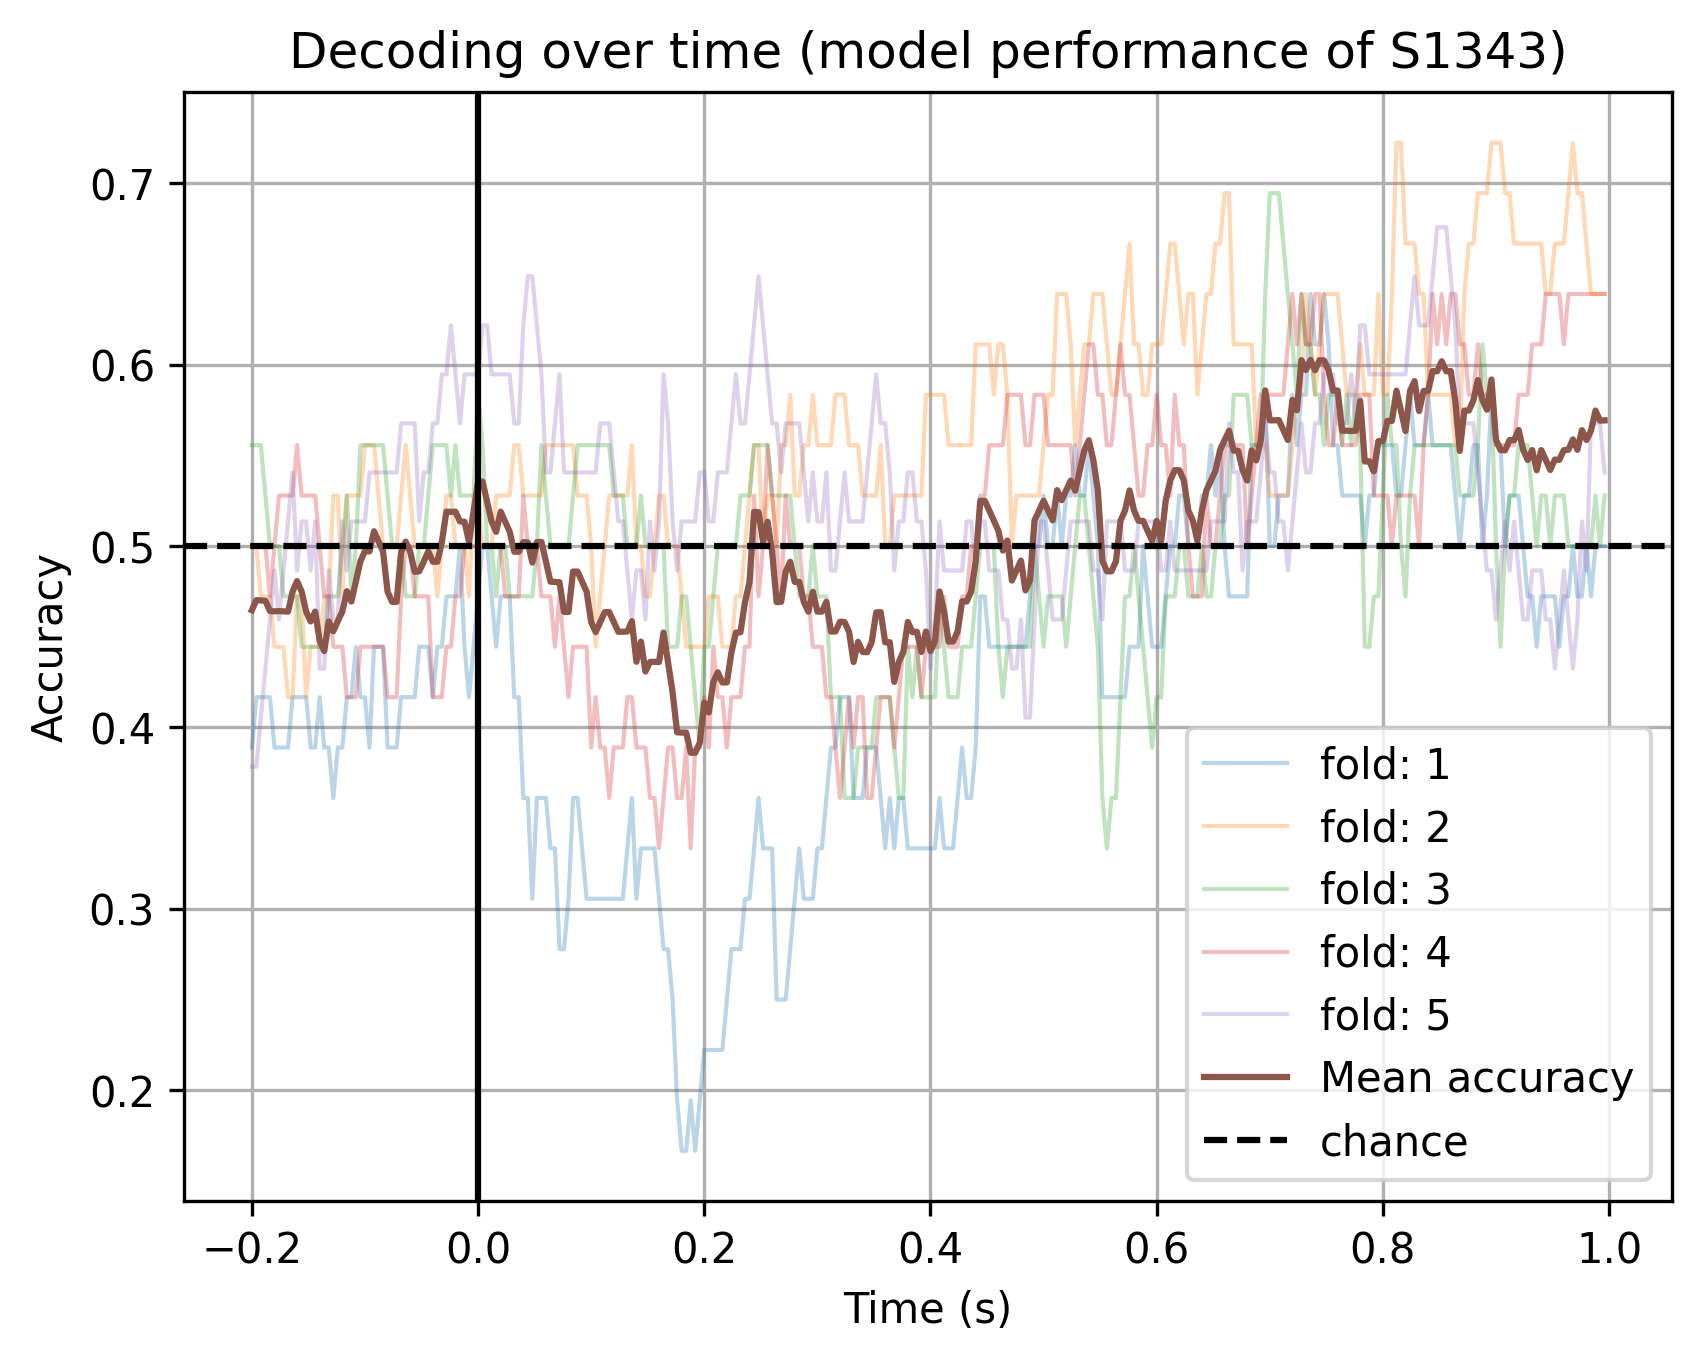 Decoding over time (model performance of S1343)
Accuracy
0.7
0.6
0.5
0.4
0.3
0.2
−0.2
0.0
0.2
0.4
0.6
0.8
1.0
Time (s)
fold: 1
fold: 2
fold: 3
fold: 4
fold: 5
Mean accuracy
chance